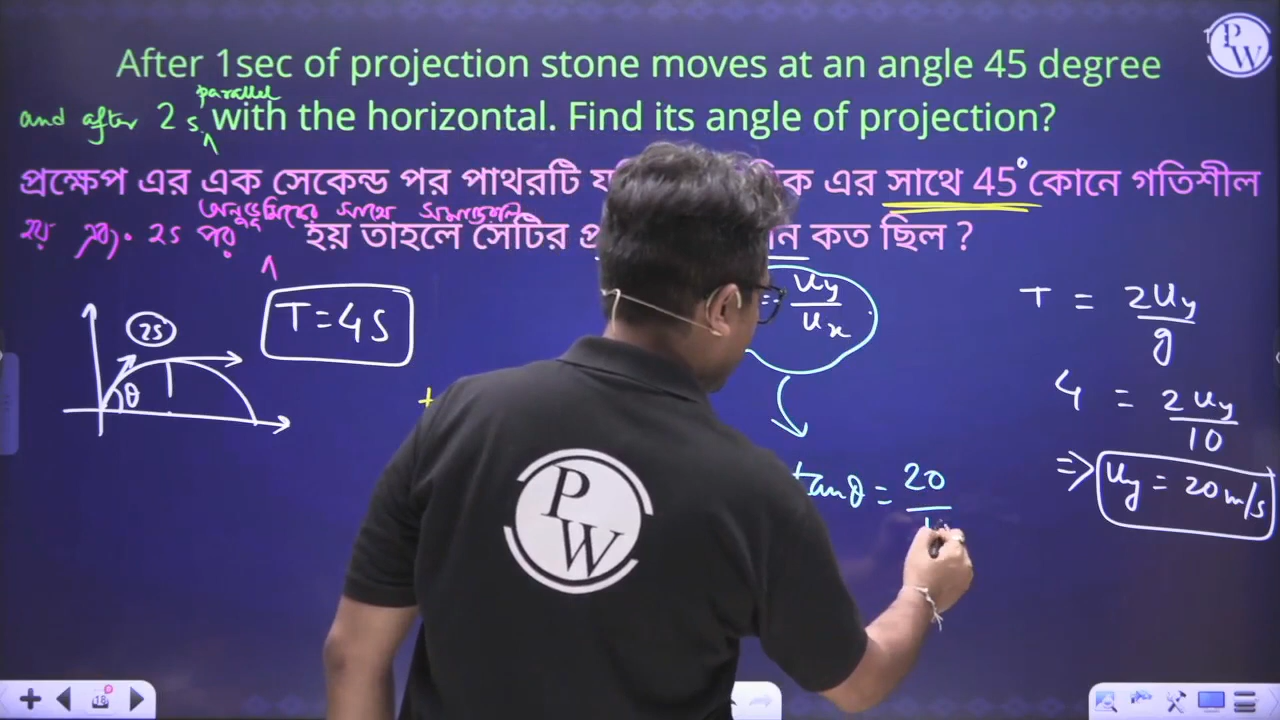 After 1sec of projection stone moves at an angle 45 degree
parallel
and after 2 s with the horizontal. Find its angle of projection?
প্রক্ষেপ এর এক সেকেন্ড পর পাথরটি এর সাথে 45° কোনে গতিশীল
অনুভূমিকের সাথে সমান্তরাল
হয় 2s পর হয় তাহলে সেটির কত ছিল ?
2s
θ
T = 4s
= uy/ux
tanθ = 20/
T = 2uy/g
4 = 2uy/10
=> uy = 20 m/s
PW
PW
18